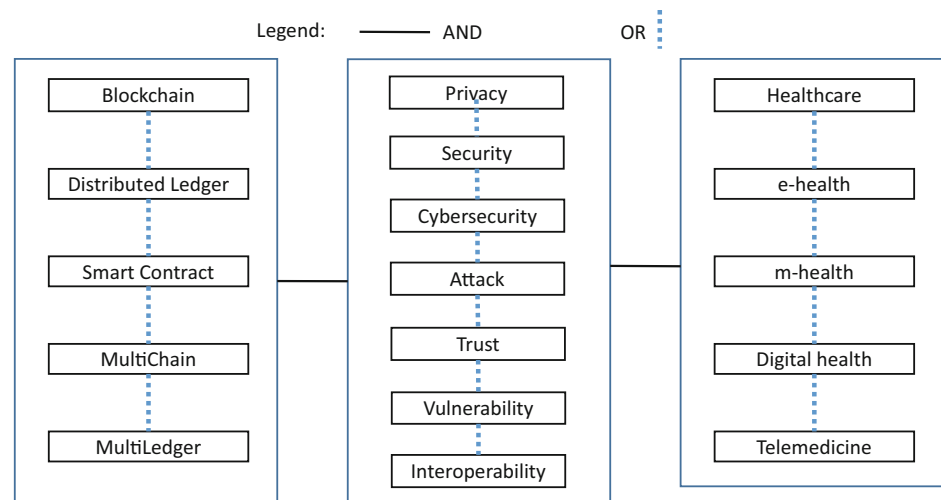 Legend: AND OR
Blockchain
Distributed Ledger
Smart Contract
MultiChain
MultiLedger
Privacy
Security
Cybersecurity
Attack
Trust
Vulnerability
Interoperability
Healthcare
e-health
m-health
Digital health
Telemedicine